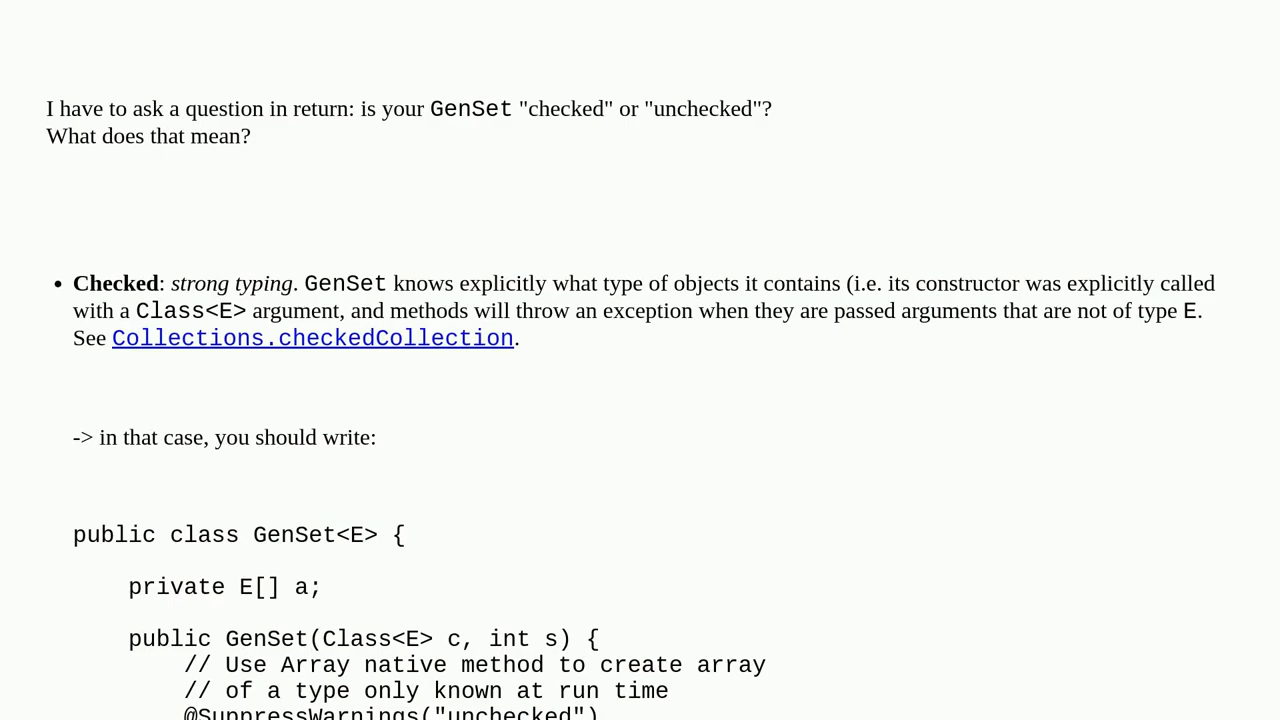 I have to ask a question in return: is your GenSet "checked" or "unchecked"?
What does that mean?
• Checked: strong typing. GenSet knows explicitly what type of objects it contains (i.e. its constructor was explicitly called
with a Class<E> argument, and methods will throw an exception when they are passed arguments that are not of type E.
See Collections.checkedCollection.
-> in that case, you should write:
public class GenSet<E> {
    private E[] a;
    public GenSet(Class<E> c, int s) {
        // Use Array native method to create array
        // of a type only known at run time
        @SuppressWarnings("unchecked")